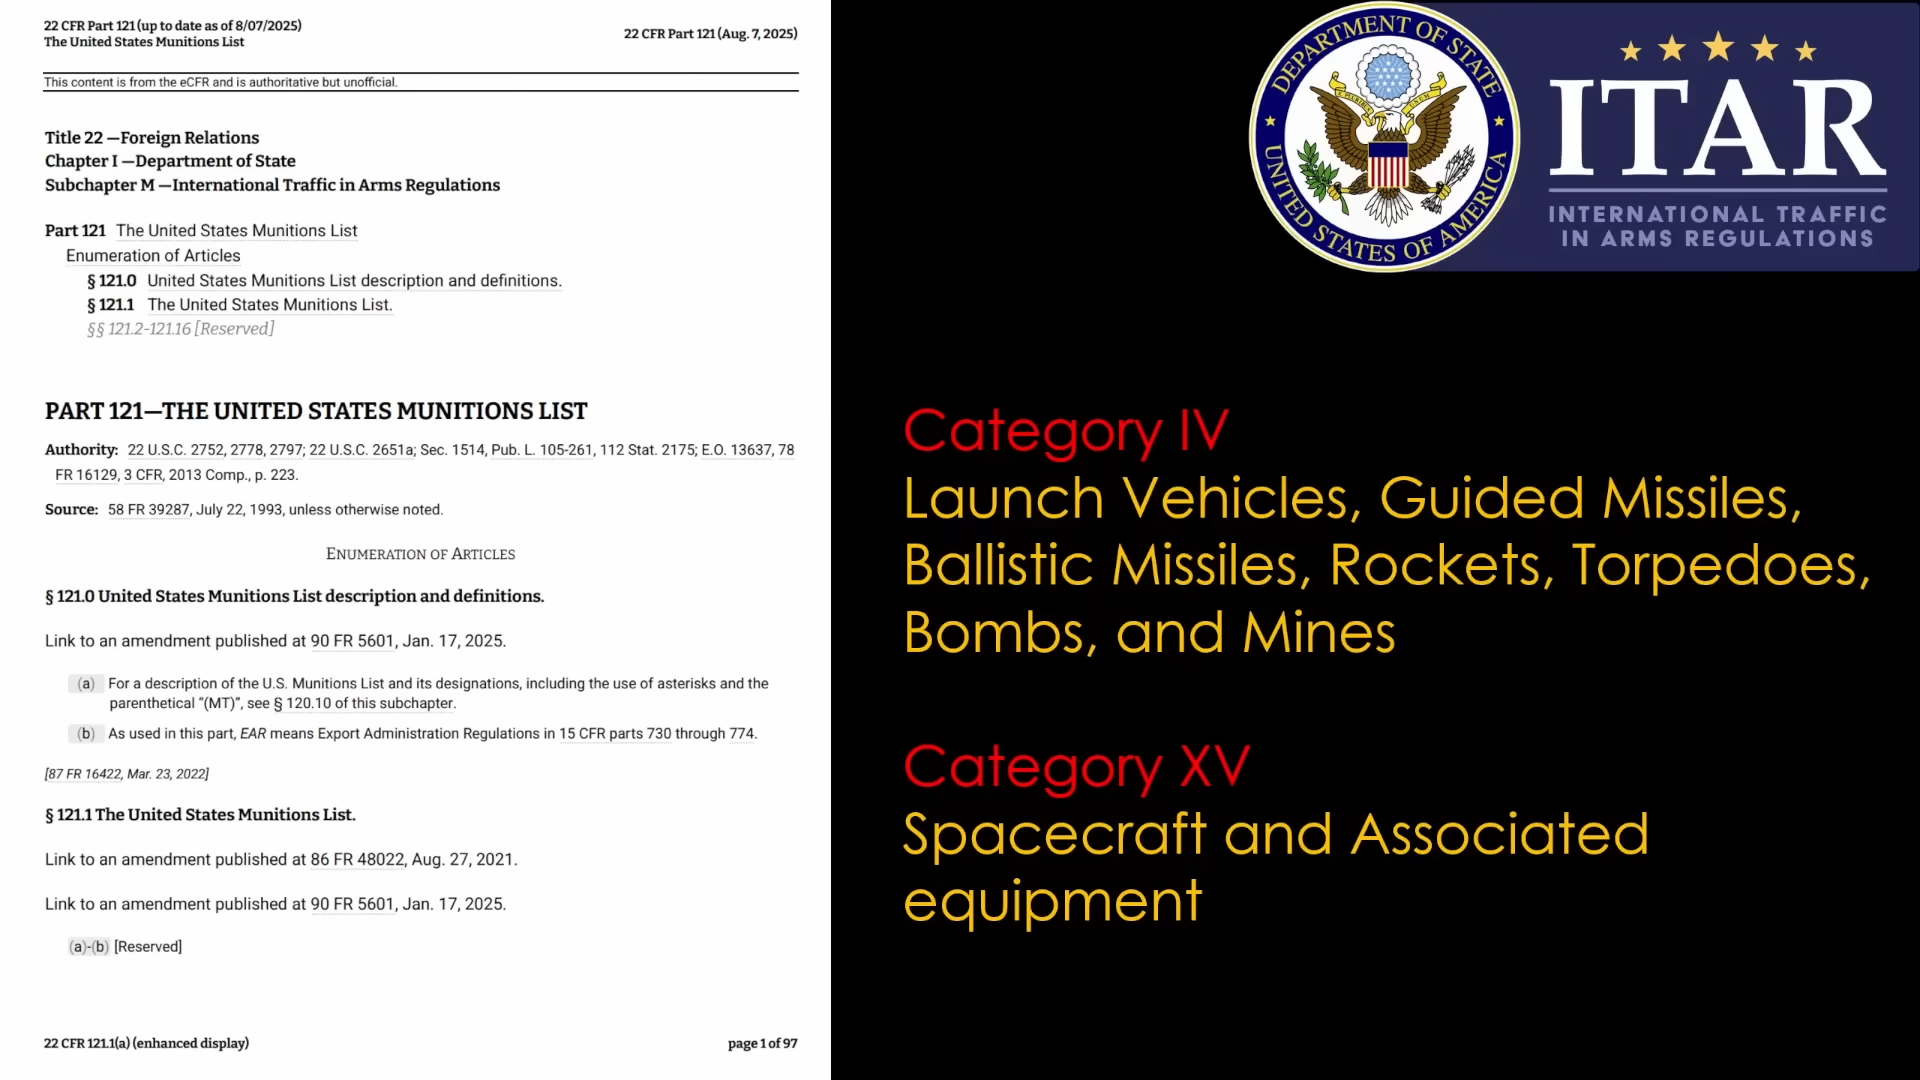 22 CFR Part 121 (up to date as of 8/07/2025)
The United States Munitions List
22 CFR Part 121 (Aug. 7, 2025)
This content is from the eCFR and is authoritative but unofficial.
Title 22 —Foreign Relations
Chapter I —Department of State
Subchapter M —International Traffic in Arms Regulations
Part 121 The United States Munitions List
Enumeration of Articles
§ 121.0 United States Munitions List description and definitions.
§ 121.1 The United States Munitions List.
§§ 121.2-121.16 [Reserved]
PART 121—THE UNITED STATES MUNITIONS LIST
Authority: 22 U.S.C. 2752, 2778, 2797; 22 U.S.C. 2651a; Sec. 1514, Pub. L. 105-261, 112 Stat. 2175; E.O. 13637, 78
FR 16129, 3 CFR, 2013 Comp., p. 223.
Source: 58 FR 39287, July 22, 1993, unless otherwise noted.
ENUMERATION OF ARTICLES
§ 121.0 United States Munitions List description and definitions.
Link to an amendment published at 90 FR 5601, Jan. 17, 2025.
(a) For a description of the U.S. Munitions List and its designations, including the use of asterisks and the
parenthetical “(MT)”, see § 120.10 of this subchapter.
(b) As used in this part, EAR means Export Administration Regulations in 15 CFR parts 730 through 774.
[87 FR 16422, Mar. 23, 2022]
§ 121.1 The United States Munitions List.
Link to an amendment published at 86 FR 48022, Aug. 27, 2021.
Link to an amendment published at 90 FR 5601, Jan. 17, 2025.
(a)-(b) [Reserved]
22 CFR 121.1(a) (enhanced display)
page 1 of 97
DEPARTMENT OF STATE
UNITED STATES OF AMERICA
ITAR
INTERNATIONAL TRAFFIC
IN ARMS REGULATIONS
Category IV
Launch Vehicles, Guided Missiles,
Ballistic Missiles, Rockets, Torpedoes,
Bombs, and Mines
Category XV
Spacecraft and Associated
equipment